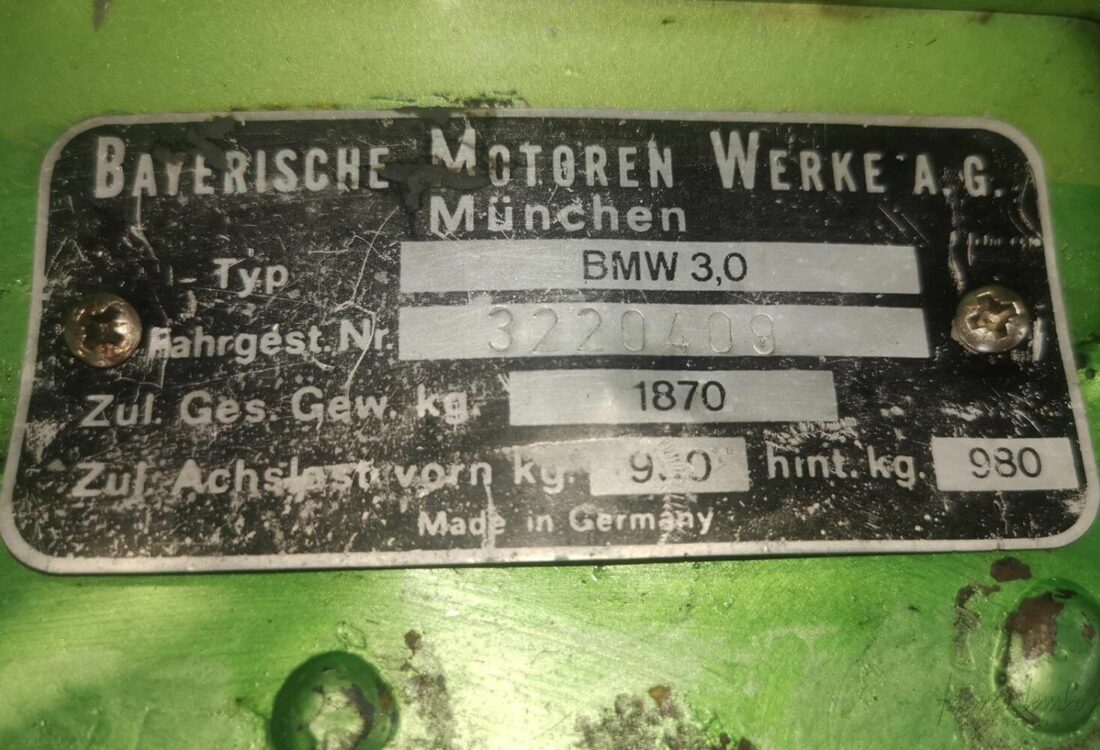 BAYERISCHE MOTOREN WERKE A.G.
München
Typ BMW 3,0
Fahrgest. Nr. 3220409
Zul. Ges. Gew. kg. 1870
Zul. Achslast vorn kg. hint. kg. 980
Made in Germany